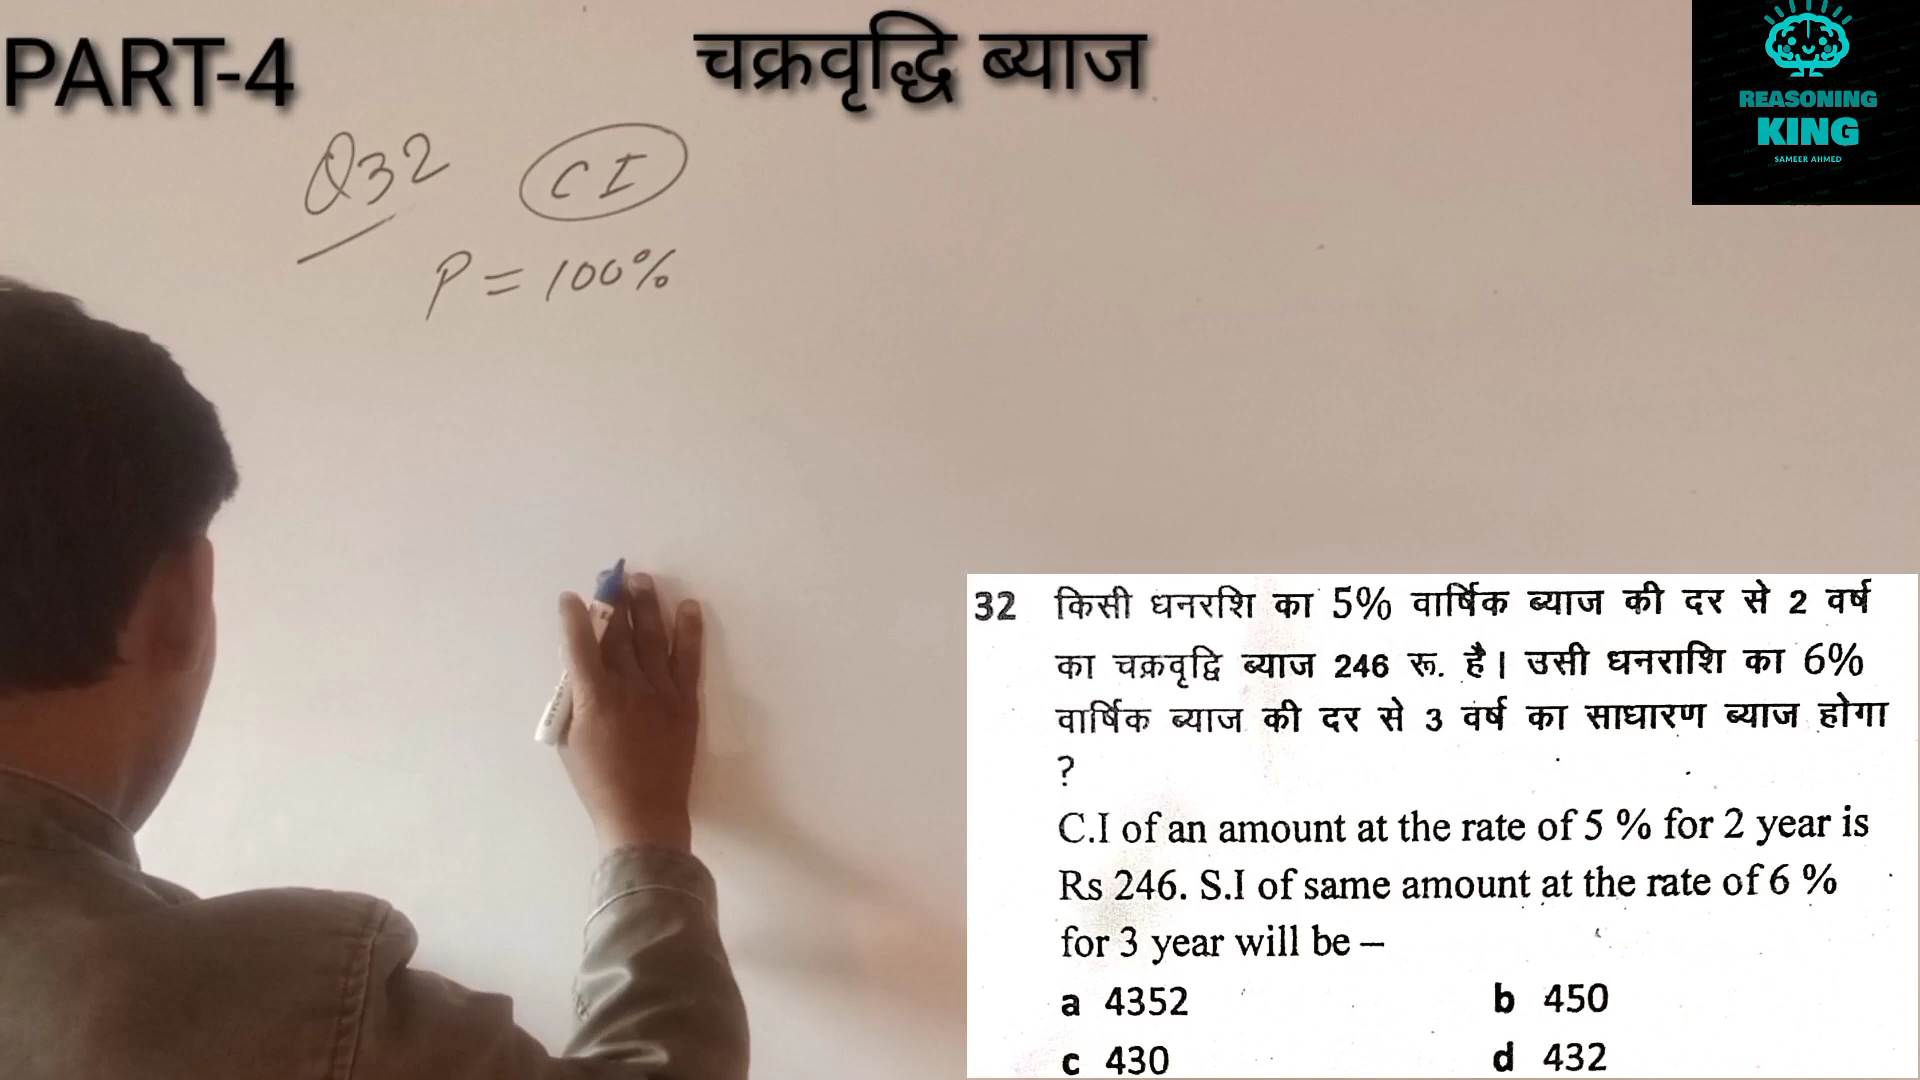 PART-4
चक्रवृद्धि ब्याज
REASONING
KING
SAMEER AHMED
Q32 CI
P = 100%
32 किसी धनरशि का 5% वार्षिक ब्याज की दर से 2 वर्ष
का चक्रवृद्वि ब्याज 246 रू. है। उसी धनराशि का 6%
वार्षिक ब्याज की दर से 3 वर्ष का साधारण ब्याज होगा
?
C.I of an amount at the rate of 5 % for 2 year is
Rs 246. S.I of same amount at the rate of 6 %
for 3 year will be –
a 4352 b 450
c 430 d 432